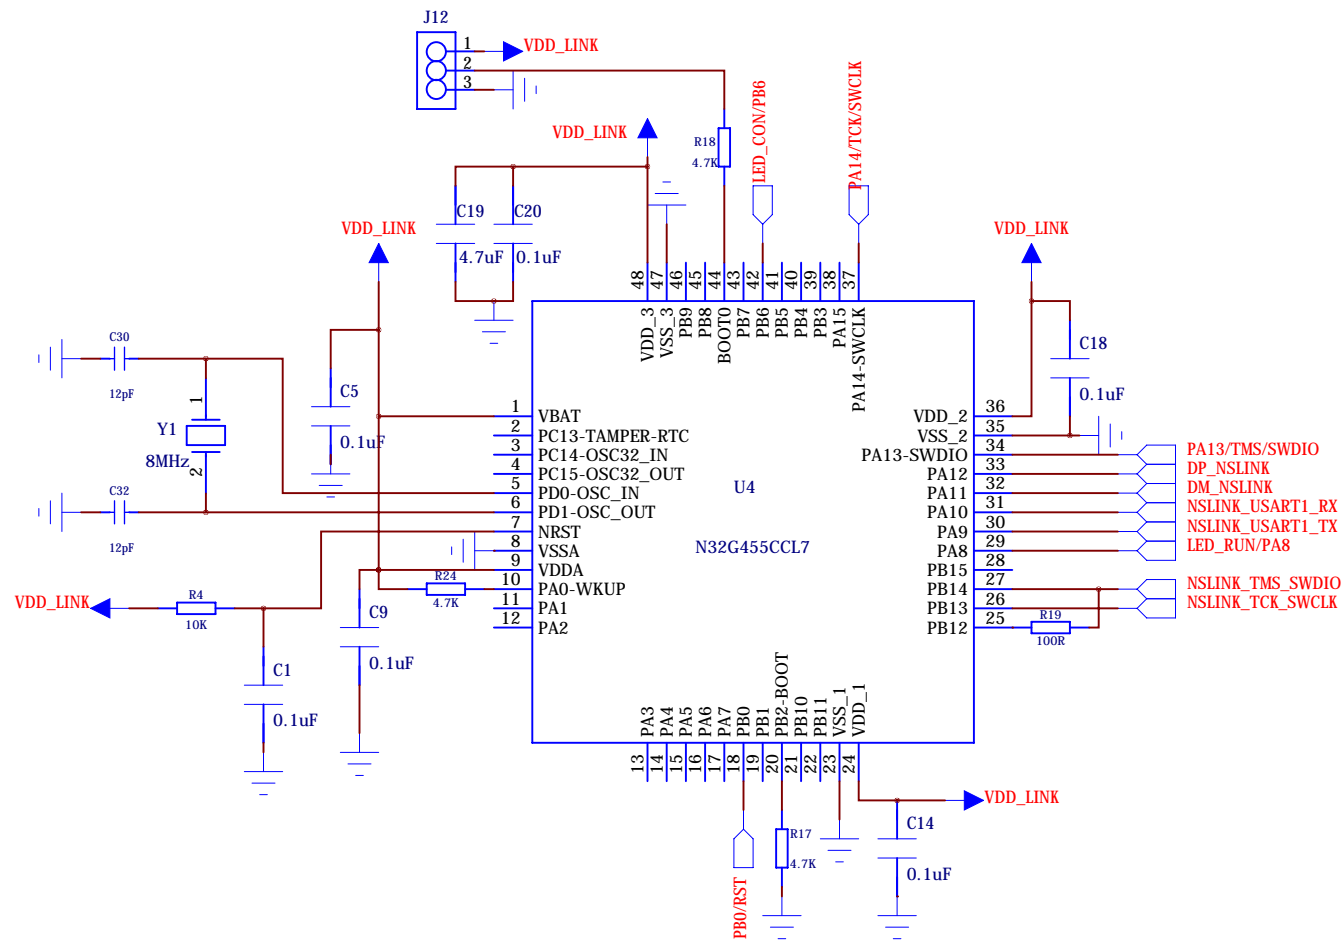 J12
1
VDD_LINK
2
3
VDD_LINK
R18
4.7K
LED_CON/PB6
PA14/TCK/SWCLK
C19
4.7uF
C20
0.1uF
VDD_LINK
VDD_LINK
48
47
46
45
44
43
42
41
40
39
38
37
VDD_3
VSS_3
PB9
PB8
BOOT0
PB7
PB6
PB5
PB4
PB3
PA15
PA14-SWCLK
C30
12pF
1
Y1
8MHz
2
C32
12pF
C5
0.1uF
C18
0.1uF
1 VBAT
2 PC13-TAMPER-RTC
3 PC14-OSC32_IN
4 PC15-OSC32_OUT
5 PD0-OSC_IN
6 PD1-OSC_OUT
7 NRST
8 VSSA
9 VDDA
10 PA0-WKUP
11 PA1
12 PA2
U4
N32G455CCL7
VDD_2 36
VSS_2 35
PA13-SWDIO 34 PA13/TMS/SWDIO
PA12 33 DP_NSLINK
PA11 32 DM_NSLINK
PA10 31 NSLINK_USART1_RX
PA9 30 NSLINK_USART1_TX
PA8 29 LED_RUN/PA8
PB15 28
PB14 27 NSLINK_TMS_SWDIO
PB13 26 NSLINK_TCK_SWCLK
PB12 25
R19
100R
R24
4.7K
VDD_LINK
R4
10K
C9
0.1uF
C1
0.1uF
PA3
PA4
PA5
PA6
PA7
PB0
PB1
PB2-BOOT
PB10
PB11
VSS_1
VDD_1
13
14
15
16
17
18
19
20
21
22
23
24
VDD_LINK
R17
4.7K
C14
0.1uF
PB0/RST